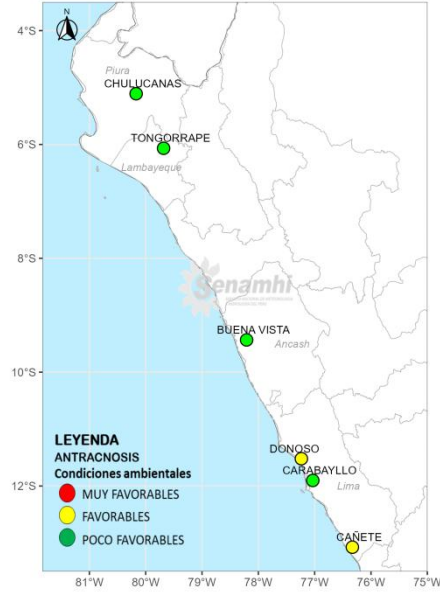 N
4°S
Piura
CHULUCANAS
6°S
TONGORRAPE
Lambayeque
8°S
Senamhi
BUENA VISTA
Ancash
10°S
DONOSO
CARABAYLLO
12°S
Lima
CAÑETE
LEYENDA
ANTRACNOSIS
Condiciones ambientales
MUY FAVORABLES
FAVORABLES
POCO FAVORABLES
81°W 80°W 79°W 78°W 77°W 76°W 75°W